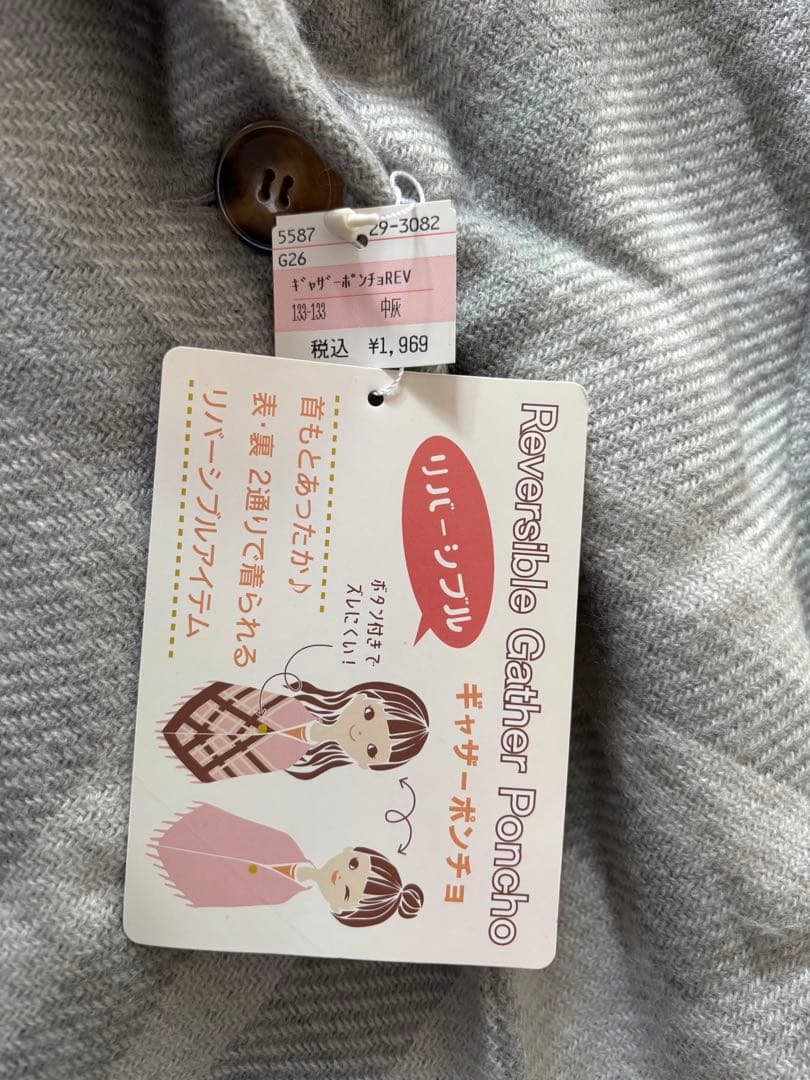 5587 29-3082
G26
ｷﾞｬｻﾞｰﾎﾟﾝﾁｮREV
133-133 中灰
税込 ¥1,969
Reversible Gather Poncho
リバーシブル
ギャザーポンチョ
ボタン付きで
ズレにくい!
首もとあったか♪
表・裏 2通りで着られる
リバーシブルアイテム